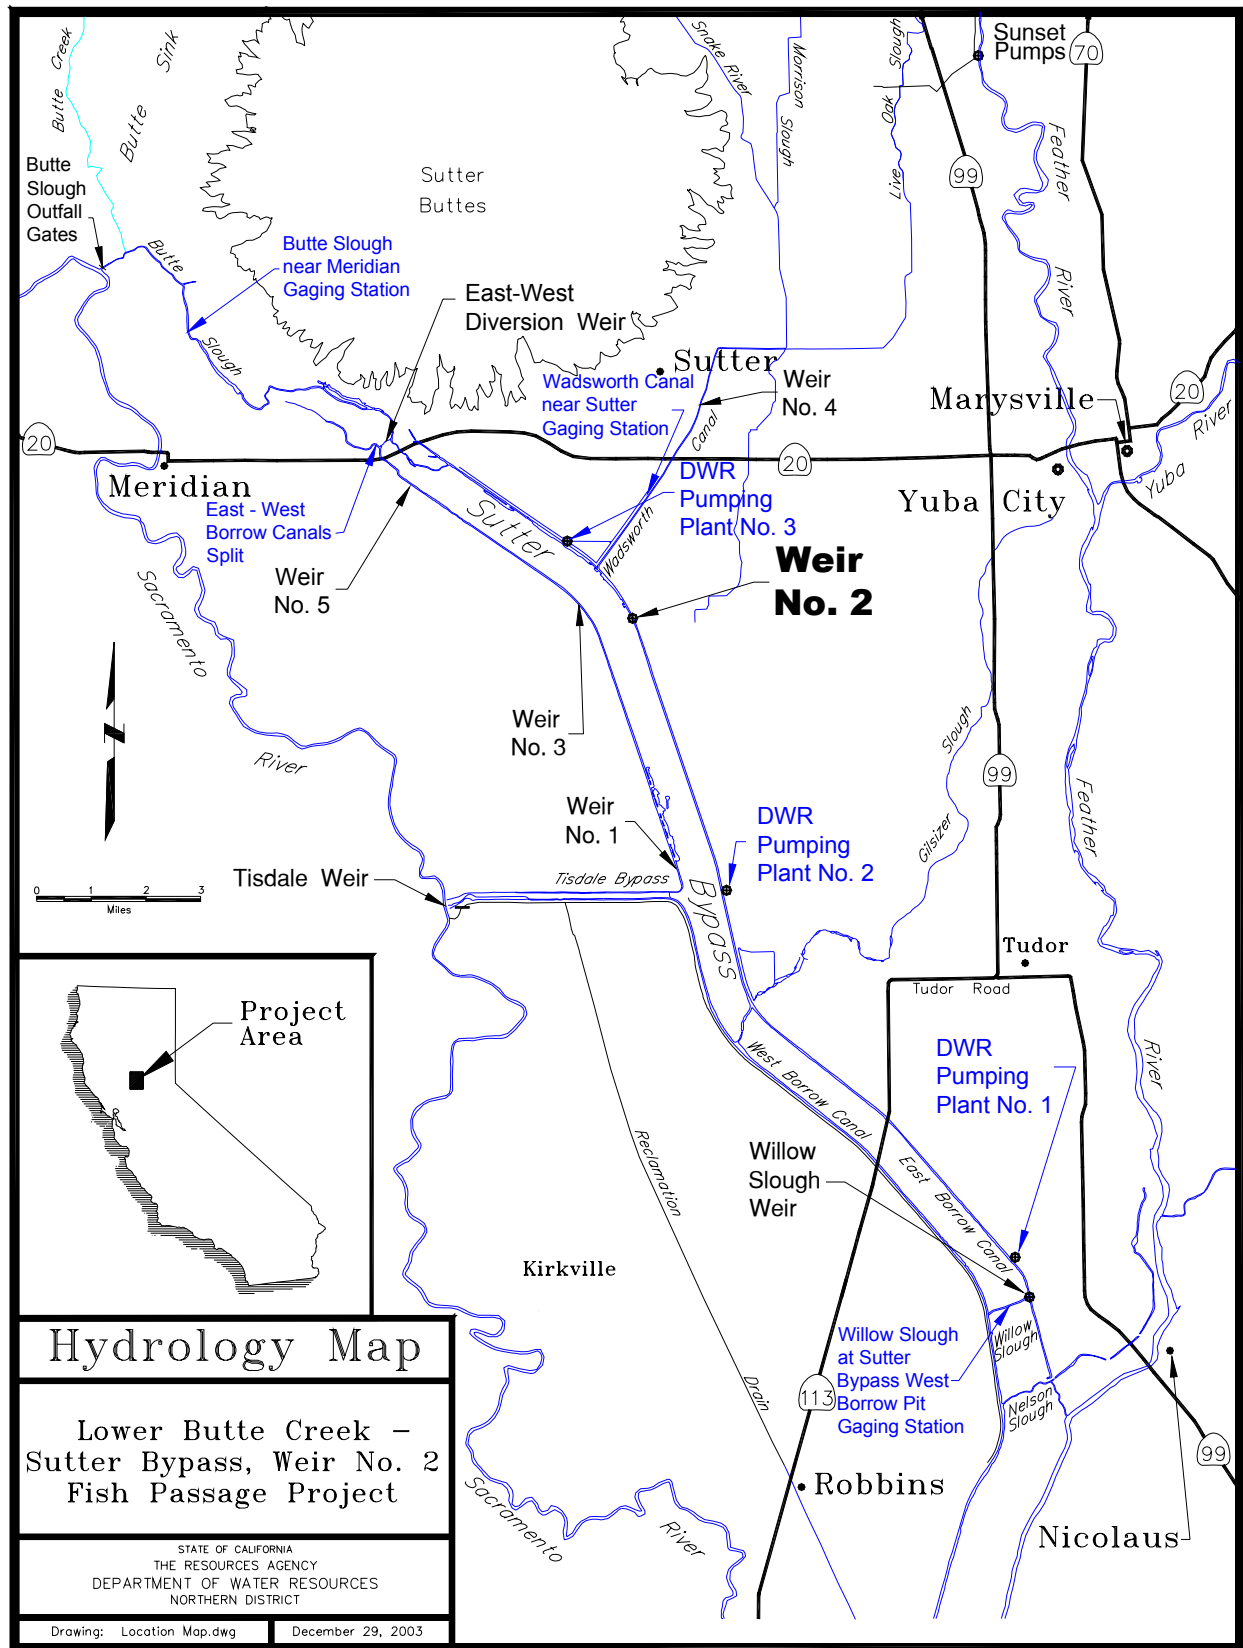 Butte Creek
Butte Sink
Snake River
Morrison Slough
Live Oak Slough
Sunset
Pumps
70
Feather River
99
Sutter
Buttes
Butte
Slough
Outfall
Gates
Butte Slough
Butte Slough
near Meridian
Gaging Station
East-West
Diversion Weir
Sutter
Wadsworth Canal
near Sutter
Gaging Station
Weir
No. 4
Marysville
20
River
Yuba
20
Meridian
20
Canal
Wadsworth
DWR
Pumping
Plant No. 3
Yuba City
East - West
Borrow Canals
Split
Sutter
Weir
No. 5
Weir
No. 2
Sacramento
River
Weir
No. 3
Slough
Gilsizer
99
Feather
River
Weir
No. 1
DWR
Pumping
Plant No. 2
Tisdale Weir
Tisdale Bypass
Bypass
0 1 2 3
Miles
Tudor
Tudor Road
Project
Area
West Borrow Canal
East Borrow Canal
DWR
Pumping
Plant No. 1
Reclamation
Drain
Willow
Slough
Weir
Kirkville
Willow
Slough
Willow Slough
at Sutter
Bypass West
Borrow Pit
Gaging Station
Nelson
Slough
113
99
Robbins
Nicolaus
Sacramento
River
Hydrology Map
Lower Butte Creek –
Sutter Bypass, Weir No. 2
Fish Passage Project
STATE OF CALIFORNIA
THE RESOURCES AGENCY
DEPARTMENT OF WATER RESOURCES
NORTHERN DISTRICT
Drawing: Location Map.dwg
December 29, 2003